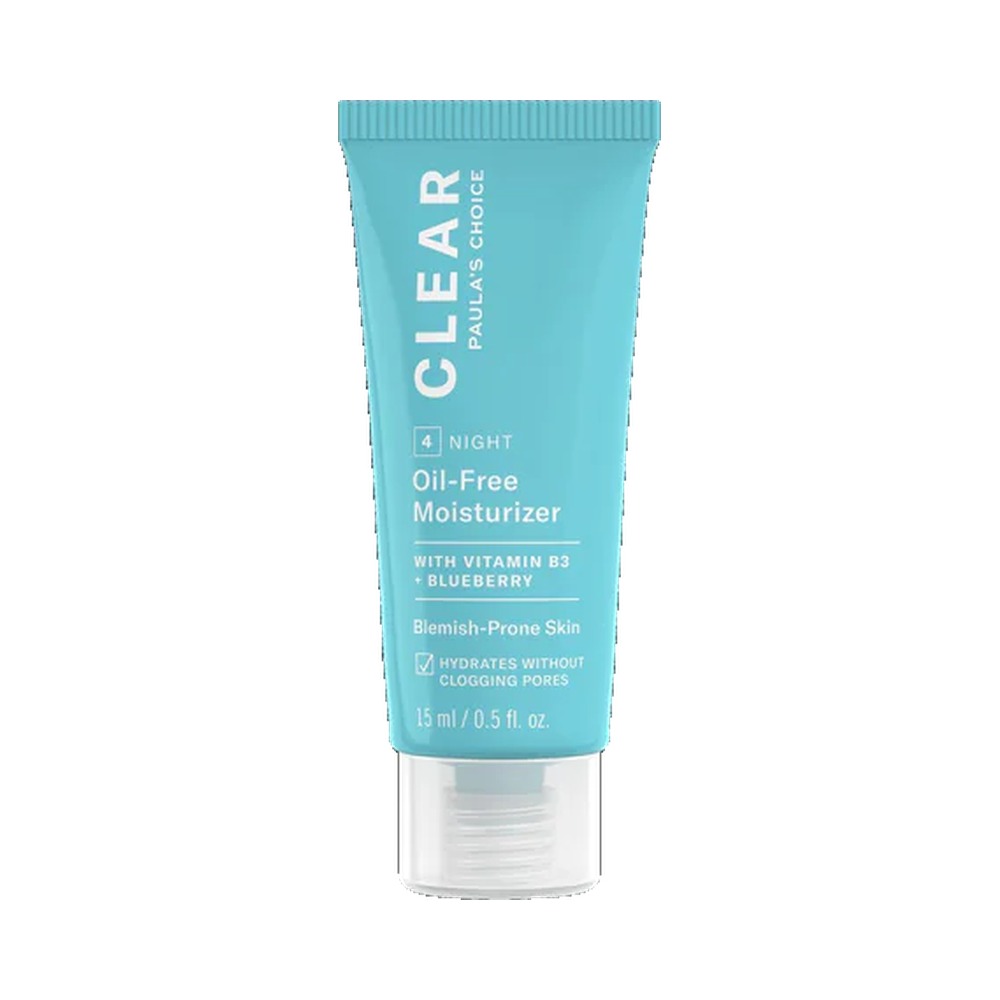 CLEAR
PAULA'S CHOICE
4 NIGHT
Oil-Free
Moisturizer
WITH VITAMIN B3
+ BLUEBERRY
Blemish-Prone Skin
HYDRATES WITHOUT
CLOGGING PORES
15 ml / 0.5 fl. oz.